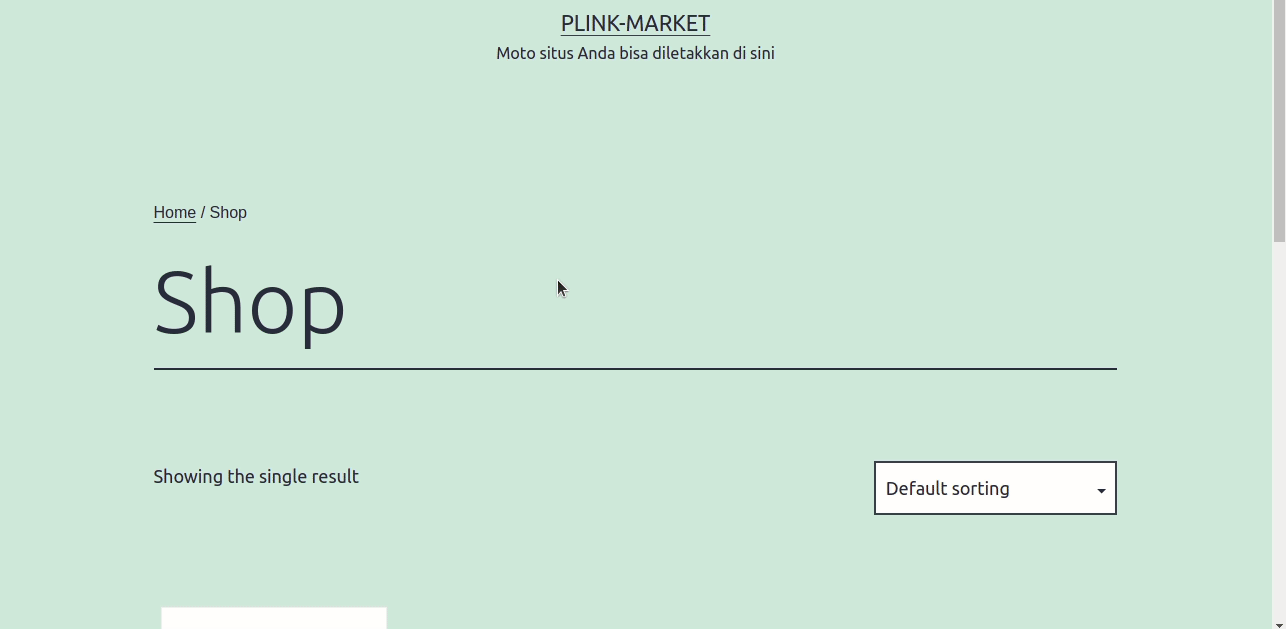 PLINK-MARKET
Moto situs Anda bisa diletakkan di sini
Home / Shop
Shop
Showing the single result
Default sorting